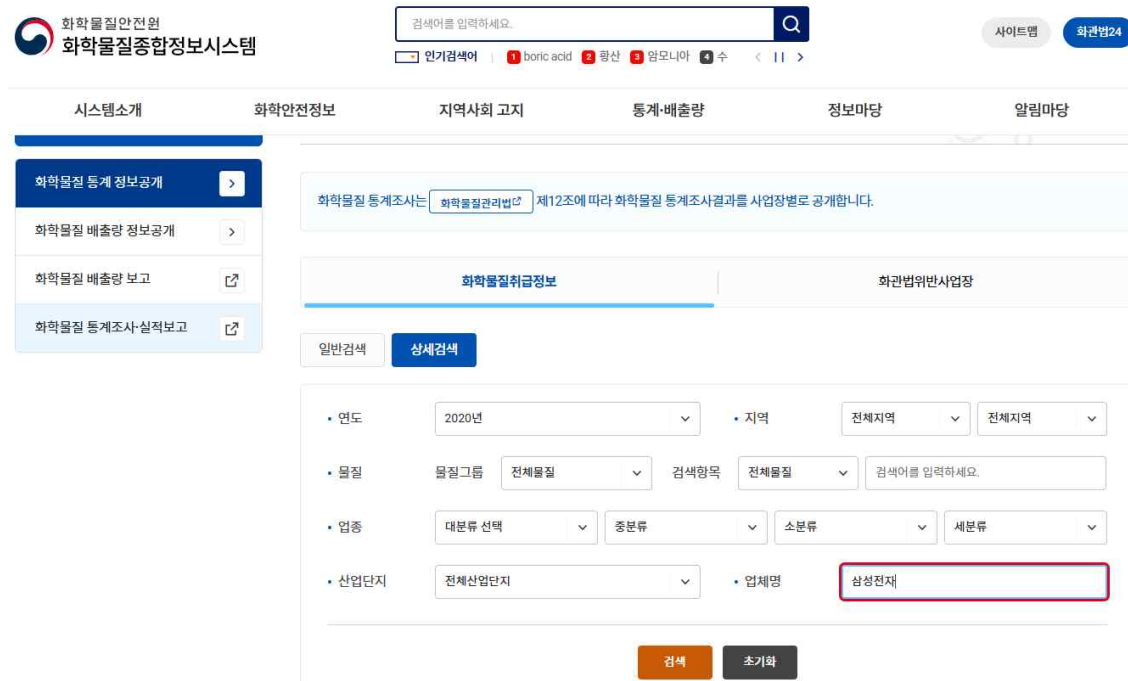 화학물질안전원
화학물질종합정보시스템
검색어를 입력하세요.
인기검색어 1 boric acid 2 황산 3 암모니아 4 수
사이트맵 화관법24
시스템소개 화학안전정보 지역사회 고지 통계·배출량 정보마당 알림마당
화학물질 통계 정보공개
화학물질 배출량 정보공개
화학물질 배출량 보고
화학물질 통계조사·실적보고
화학물질 통계조사는 화학물질관리법 제12조에 따라 화학물질 통계조사결과를 사업장별로 공개합니다.
화학물질취급정보 화관법위반사업장
일반검색 상세검색
연도 2020년 지역 전체지역 전체지역
물질 물질그룹 전체물질 검색항목 전체물질 검색어를 입력하세요.
업종 대분류 선택 중분류 소분류 세분류
산업단지 전체산업단지 업체명 삼성전자
검색 초기화